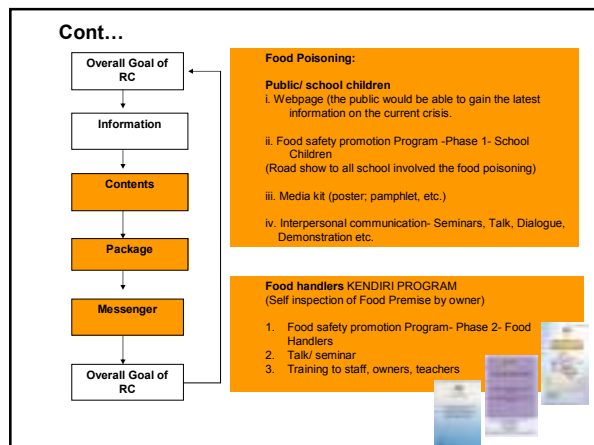 Cont…
Overall Goal of
RC
Information
Contents
Package
Messenger
Overall Goal of
RC
Food Poisoning:
Public/ school children
i. Webpage (the public would be able to gain the latest
information on the current crisis.
ii. Food safety promotion Program -Phase 1- School
Children
(Road show to all school involved the food poisoning)
iii. Media kit (poster; pamphlet, etc.)
iv. Interpersonal communication- Seminars, Talk, Dialogue,
Demonstration etc.
Food handlers KENDIRI PROGRAM
(Self inspection of Food Premise by owner)
1. Food safety promotion Program- Phase 2- Food
Handlers
2. Talk/ seminar
3. Training to staff, owners, teachers